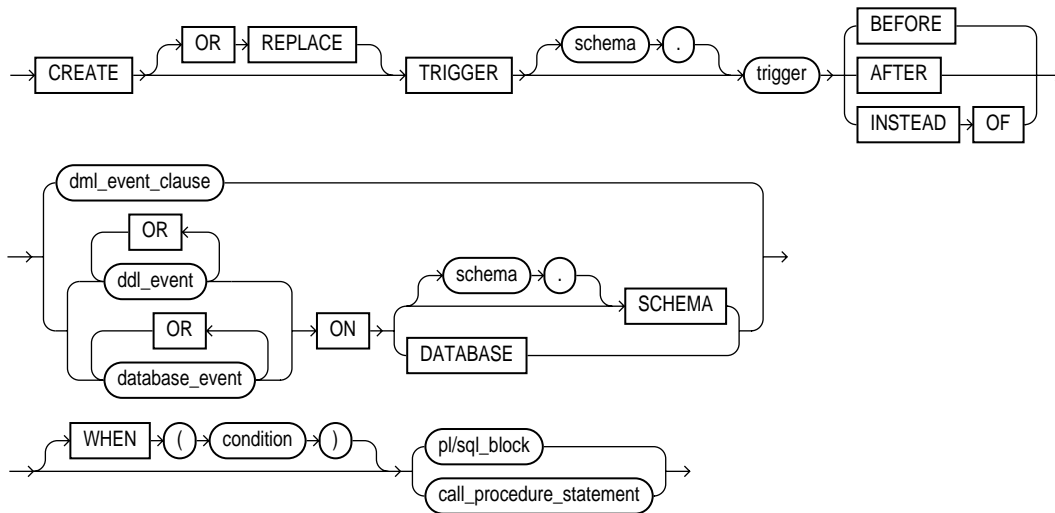 OR REPLACE schema . BEFORE
CREATE TRIGGER trigger AFTER
INSTEAD OF
dml_event_clause
OR
ddl_event schema .
OR ON SCHEMA
database_event DATABASE
WHEN ( condition ) pl/sql_block
call_procedure_statement